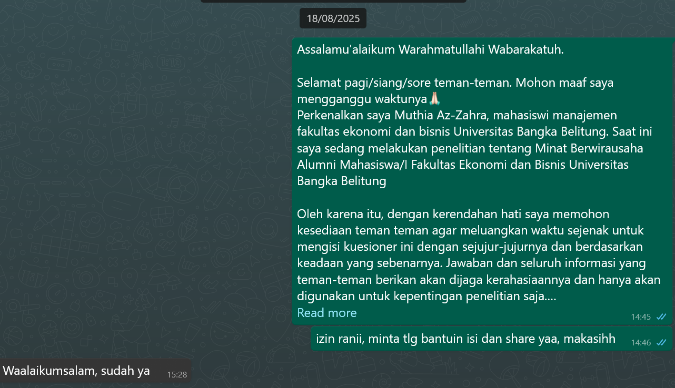 18/08/2025
Assalamu'alaikum Warahmatullahi Wabarakatuh.
Selamat pagi/siang/sore teman-teman. Mohon maaf saya
mengganggu waktunya🙏🏻
Perkenalkan saya Muthia Az-Zahra, mahasiswi manajemen
fakultas ekonomi dan bisnis Universitas Bangka Belitung. Saat ini
saya sedang melakukan penelitian tentang Minat Berwirausaha
Alumni Mahasiswa/I Fakultas Ekonomi dan Bisnis Universitas
Bangka Belitung
Oleh karena itu, dengan kerendahan hati saya memohon
kesediaan teman teman agar meluangkan waktu sejenak untuk
mengisi kuesioner ini dengan sejujur-jujurnya dan berdasarkan
keadaan yang sebenarnya. Jawaban dan seluruh informasi yang
teman-teman berikan akan dijaga kerahasiaannya dan hanya akan
digunakan untuk kepentingan penelitian saja....
Read more
14:45
izin ranii, minta tlg bantuin isi dan share yaa, makasihh
14:46
Waalaikumsalam, sudah ya
15:28